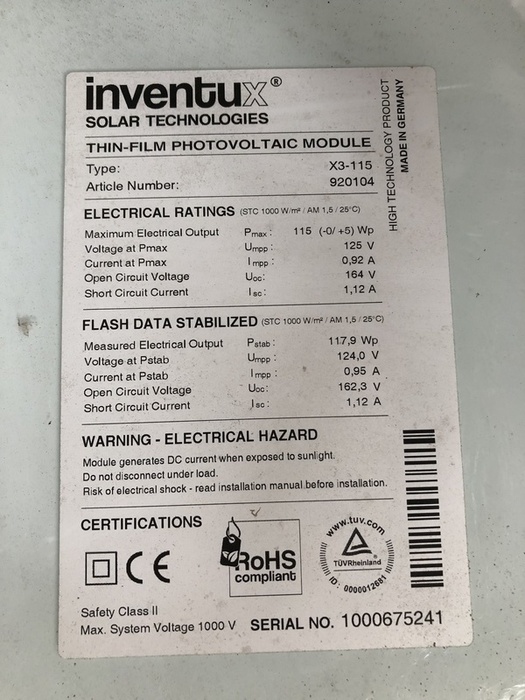 inventux®
SOLAR TECHNOLOGIES
HIGH TECHNOLOGY PRODUCT
MADE IN GERMANY
THIN-FILM PHOTOVOLTAIC MODULE
Type: X3-115
Article Number: 920104
ELECTRICAL RATINGS (STC 1000 W/m² / AM 1,5 / 25°C)
Maximum Electrical Output Pmax: 115 (-0/ +5) Wp
Voltage at Pmax Umpp: 125 V
Current at Pmax Impp: 0,92 A
Open Circuit Voltage Uoc: 164 V
Short Circuit Current Isc: 1,12 A
FLASH DATA STABILIZED (STC 1000 W/m² / AM 1,5 / 25°C)
Measured Electrical Output Pstab: 117,9 Wp
Voltage at Pstab Umpp: 124,0 V
Current at Pstab Impp: 0,95 A
Open Circuit Voltage Uoc: 162,3 V
Short Circuit Current Isc: 1,12 A
WARNING - ELECTRICAL HAZARD
Module generates DC current when exposed to sunlight.
Do not disconnect under load.
Risk of electrical shock - read installation manual before installation.
CERTIFICATIONS
CE
RoHS
compliant
www.tuv.com
TÜVRheinland
ID: 0000012681
Safety Class II
Max. System Voltage 1000 V SERIAL NO. 1000675241